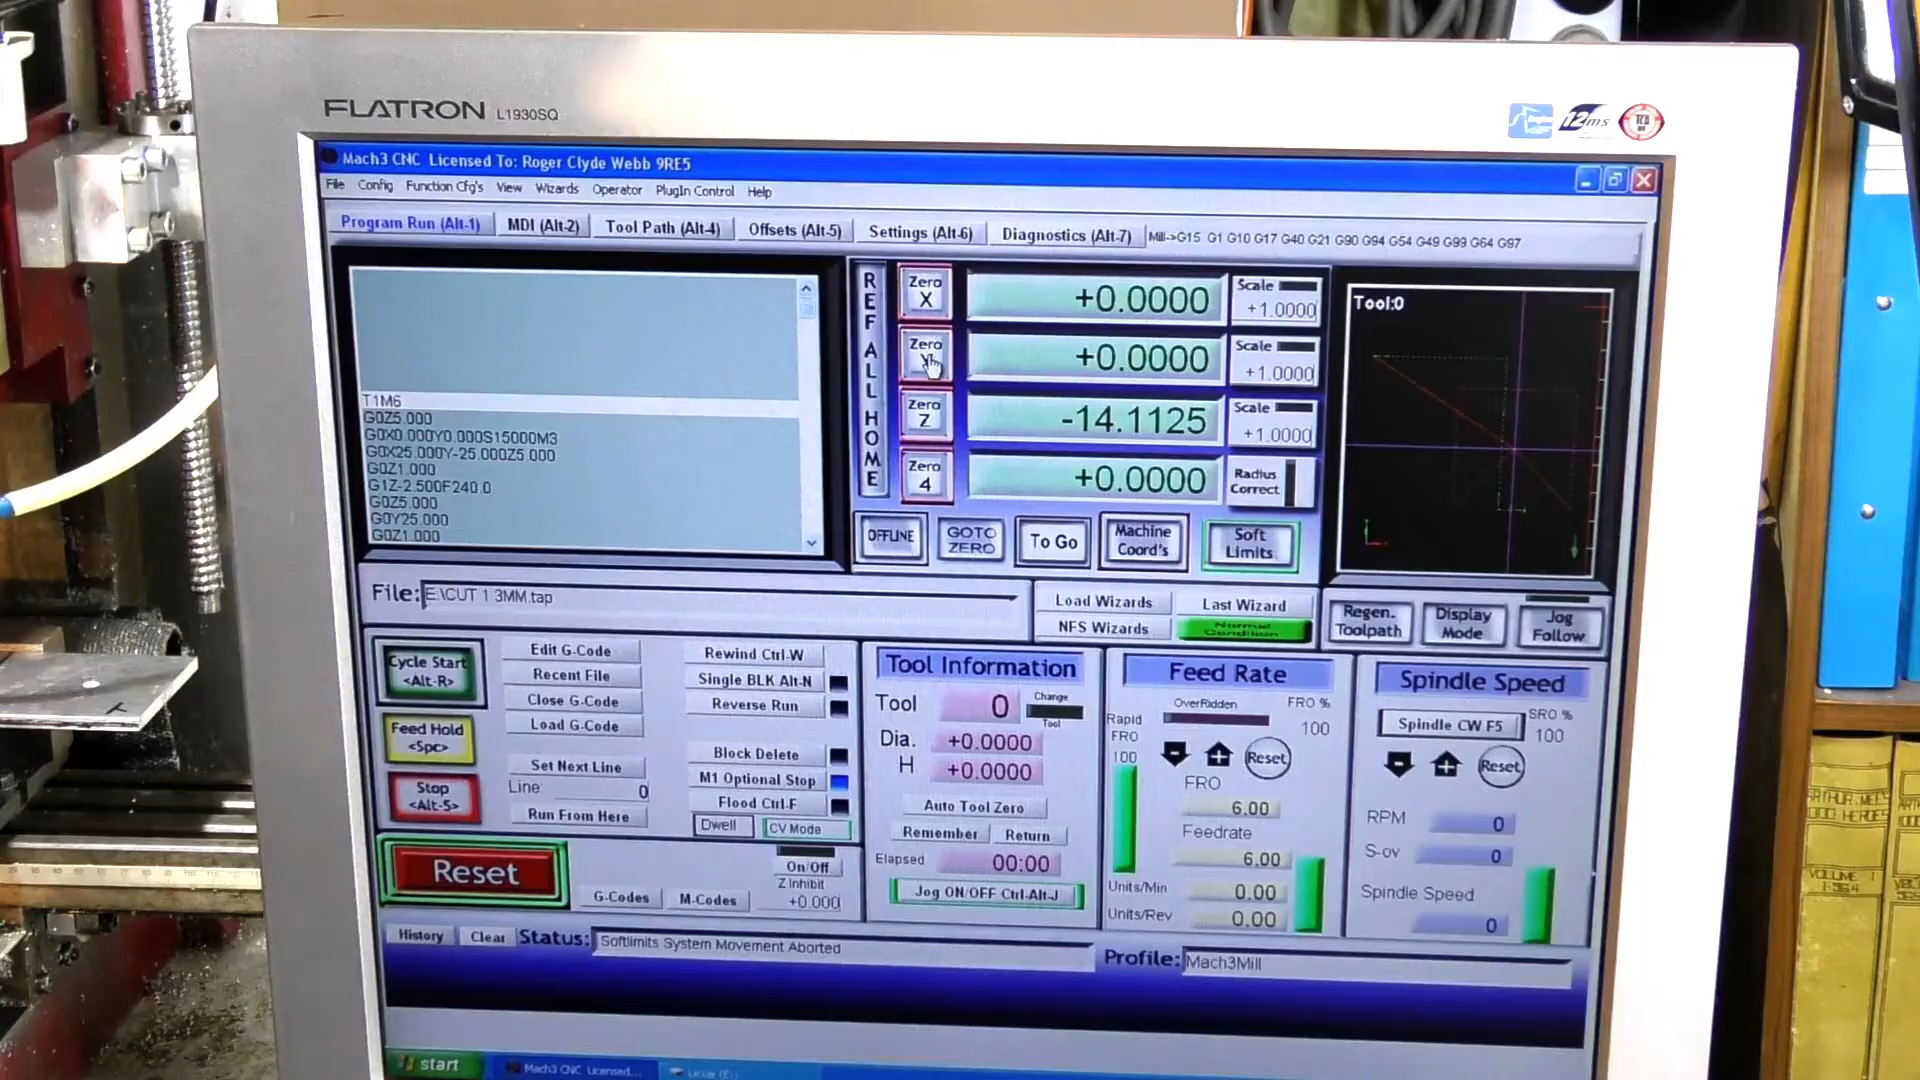 FLATRON L1930SQ
12ms
Mach3 CNC Licensed To: Roger Clyde Webb 9RE5
File Config Function Cfg's View Wizards Operator PlugIn Control Help
Program Run (Alt-1) MDI (Alt-2) Tool Path (Alt-4) Offsets (Alt-5) Settings (Alt-6) Diagnostics (Alt-7) Mill->G15 G1 G10 G17 G40 G21 G90 G94 G54 G49 G99 G64 G97
T1M6
G0Z5.000
G0X0.000Y0.000S15000M3
G0X25.000Y-25.000Z5.000
G0Z1.000
G1Z-2.500F240.0
G0Z5.000
G0Y25.000
G0Z1.000
REF ALL HOME
Zero X +0.0000 Scale +1.0000
Zero Y +0.0000 Scale +1.0000
Zero Z -14.1125 Scale +1.0000
Zero 4 +0.0000 Radius Correct
OFFLINE GOTO ZERO To Go Machine Coord's Soft Limits
Tool:0
File: E:\CUT 1 3MM.tap
Load Wizards Last Wizard
NFS Wizards Normal Condition
Regen. Toolpath Display Mode Jog Follow
Cycle Start <Alt-R>
Feed Hold <Spc>
Stop <Alt-S>
Edit G-Code
Recent File
Close G-Code
Load G-Code
Set Next Line
Line: 0
Run From Here
Rewind Ctrl-W
Single BLK Alt-N
Reverse Run
Block Delete
M1 Optional Stop
Flood Ctrl-F
Dwell CV Mode
Reset
G-Codes M-Codes
On/Off
Z Inhibit
+0.000
Tool Information
Tool 0 Change Tool
Dia. +0.0000
H +0.0000
Auto Tool Zero
Remember Return
Elapsed 00:00
Jog ON/OFF Ctrl-Alt-J
Feed Rate
OverRidden FRO %
Rapid FRO 100
100 Reset
FRO
6.00
Feedrate
6.00
Units/Min 0.00
Units/Rev 0.00
Spindle Speed
Spindle CW F5 SRO %
100
Reset
RPM 0
S-ov 0
Spindle Speed
0
History Clear Status: Softlimits System Movement Aborted Profile: Mach3Mill
start Mach3 CNC Licensed...
VOLUME 1